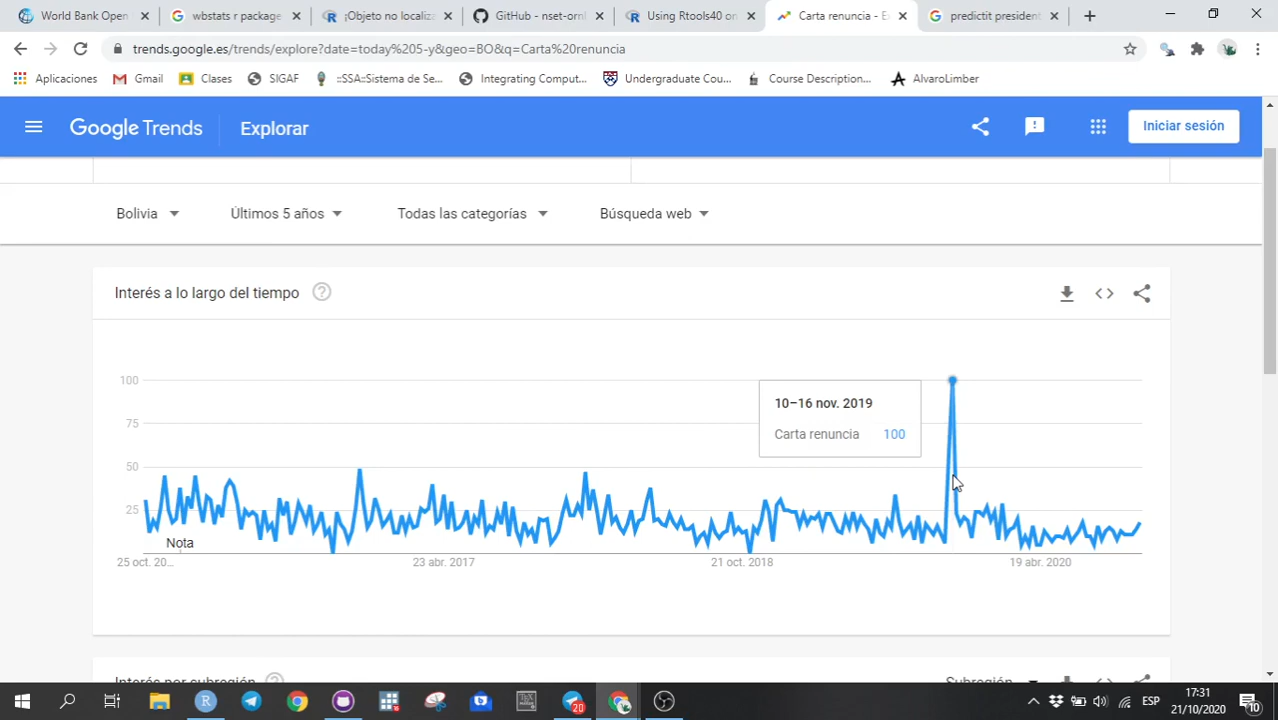 World Bank Open
wbstats r package
¡Objeto no localiza
GitHub - nset-ornl
Using Rtools40 on
Carta renuncia - E
predictit president
trends.google.es/trends/explore?date=today%205-y&geo=BO&q=Carta%20renuncia
Aplicaciones
Gmail
Clases
SIGAF
::SSA::Sistema de Se...
Integrating Comput...
Undergraduate Cou...
Course Description...
AlvaroLimber
Google Trends
Explorar
Iniciar sesión
Bolivia
Últimos 5 años
Todas las categorías
Búsqueda web
Interés a lo largo del tiempo
100
75
50
25
10–16 nov. 2019
Carta renuncia 100
Nota
25 oct. 20...
23 abr. 2017
21 oct. 2018
19 abr. 2020
Interés por subregión
Subregión
20
ESP
17:31
21/10/2020
10